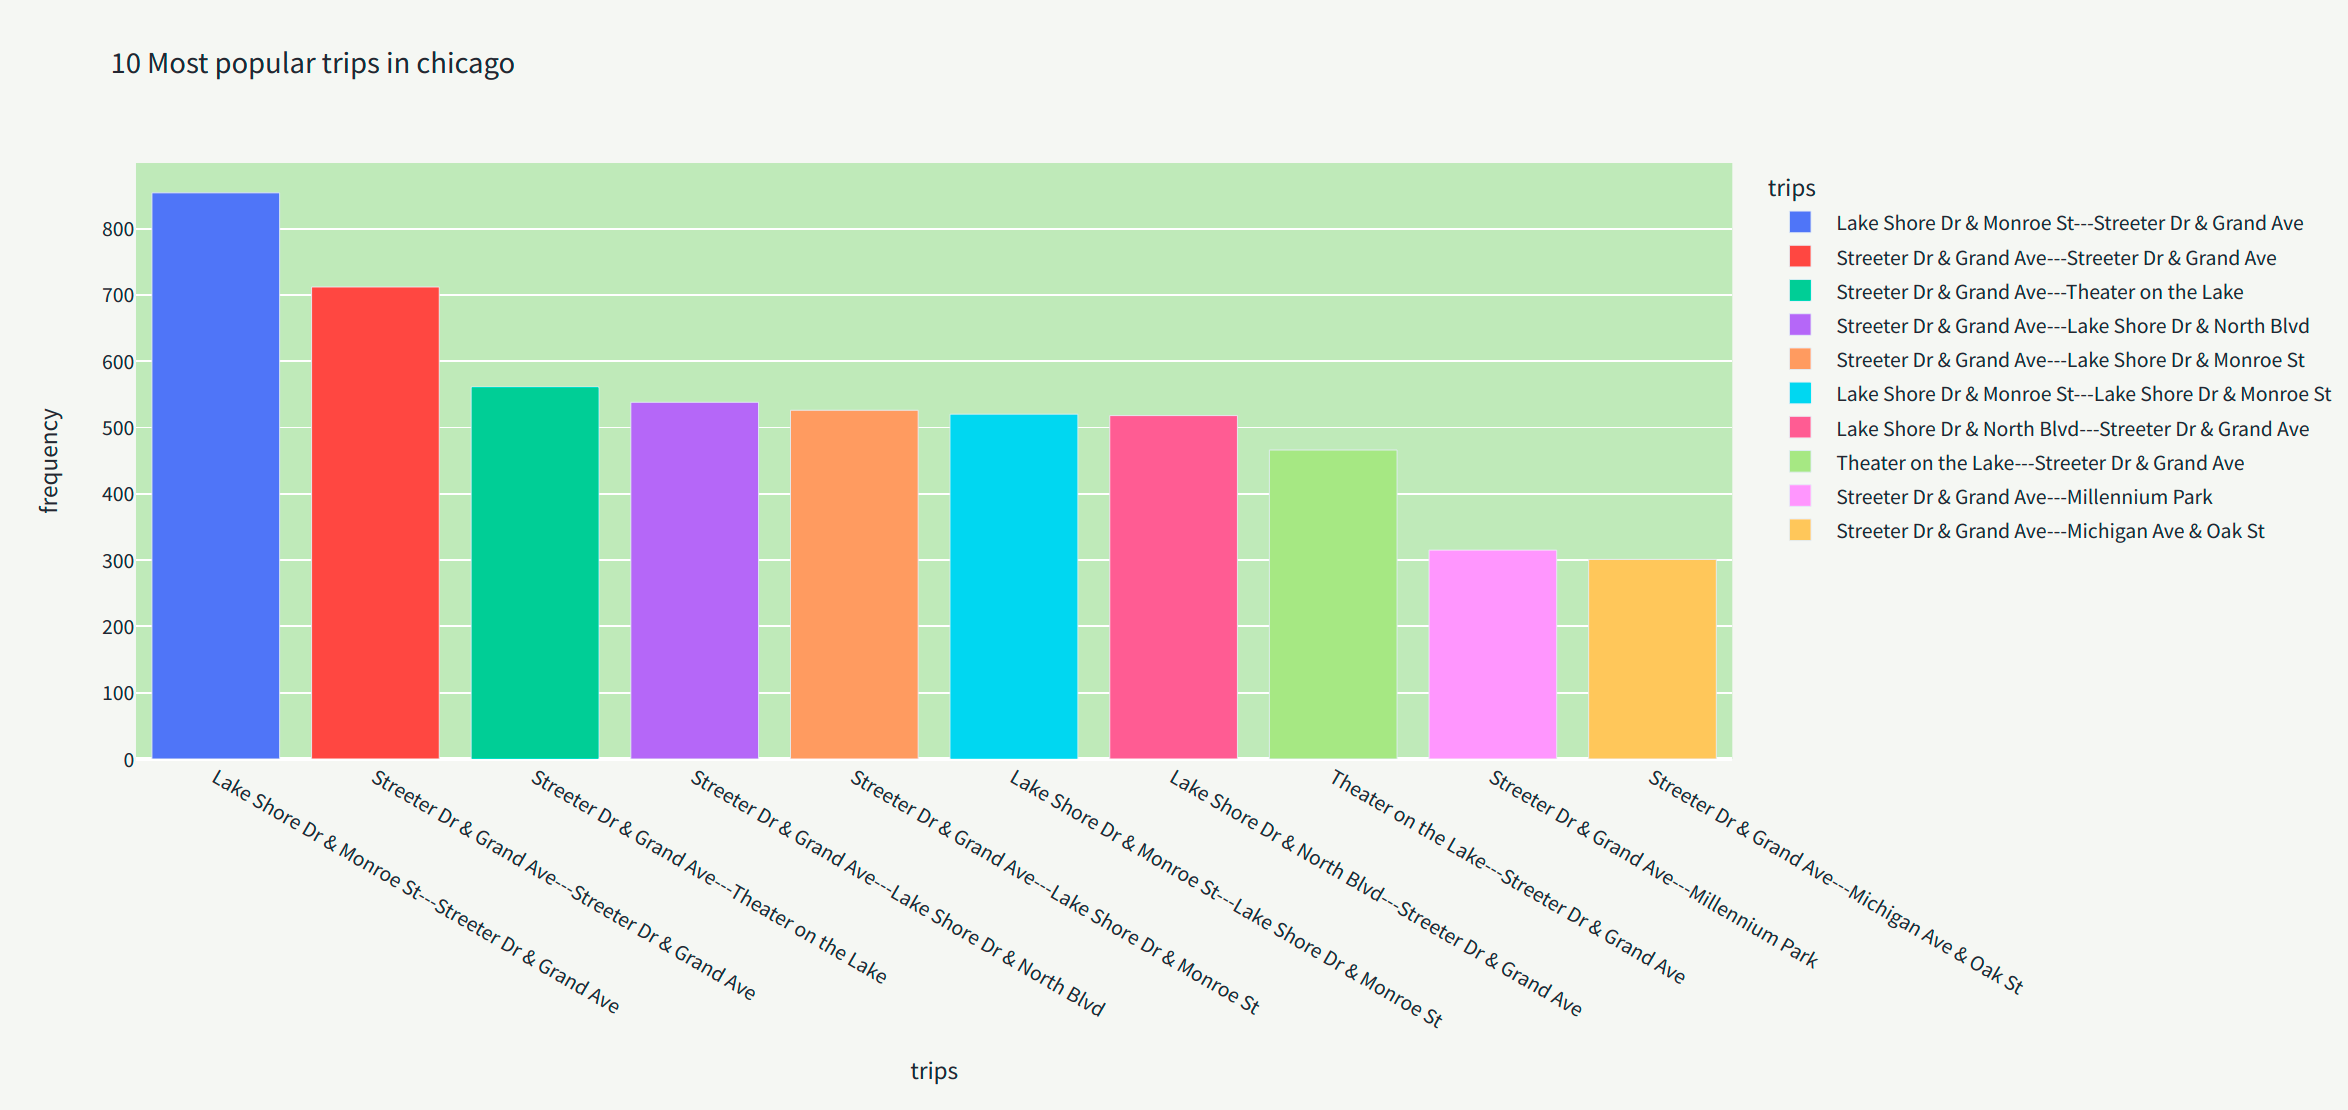 10 Most popular trips in chicago
frequency
800
700
600
500
400
300
200
100
0
Lake Shore Dr & Monroe St---Streeter Dr & Grand Ave
Streeter Dr & Grand Ave---Streeter Dr & Grand Ave
Streeter Dr & Grand Ave---Theater on the Lake
Streeter Dr & Grand Ave---Lake Shore Dr & North Blvd
Streeter Dr & Grand Ave---Lake Shore Dr & Monroe St
Lake Shore Dr & Monroe St---Lake Shore Dr & Monroe St
Lake Shore Dr & North Blvd---Streeter Dr & Grand Ave
Theater on the Lake---Streeter Dr & Grand Ave
Streeter Dr & Grand Ave---Millennium Park
Streeter Dr & Grand Ave---Michigan Ave & Oak St
trips
trips
Lake Shore Dr & Monroe St---Streeter Dr & Grand Ave
Streeter Dr & Grand Ave---Streeter Dr & Grand Ave
Streeter Dr & Grand Ave---Theater on the Lake
Streeter Dr & Grand Ave---Lake Shore Dr & North Blvd
Streeter Dr & Grand Ave---Lake Shore Dr & Monroe St
Lake Shore Dr & Monroe St---Lake Shore Dr & Monroe St
Lake Shore Dr & North Blvd---Streeter Dr & Grand Ave
Theater on the Lake---Streeter Dr & Grand Ave
Streeter Dr & Grand Ave---Millennium Park
Streeter Dr & Grand Ave---Michigan Ave & Oak St